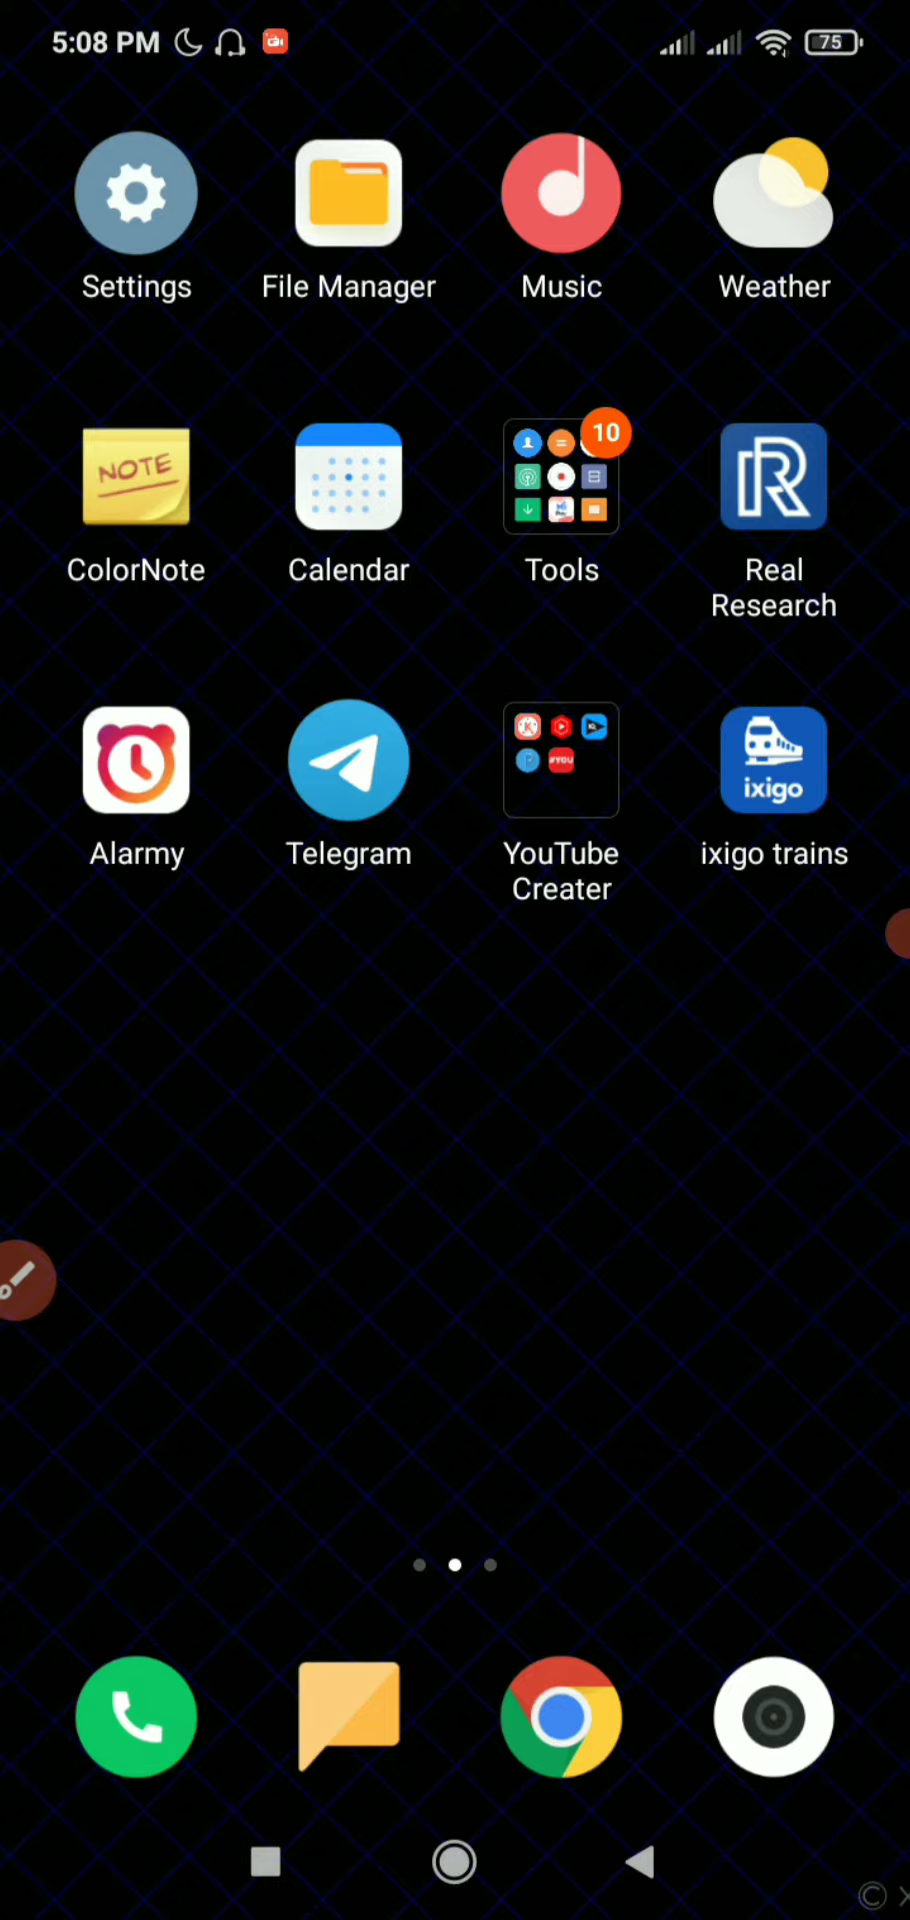 5:08 PM 75
Settings File Manager Music Weather
NOTE
10
ColorNote Calendar Tools Real
Research
#YOU
ixigo
Alarmy Telegram YouTube ixigo trains
Creater
©